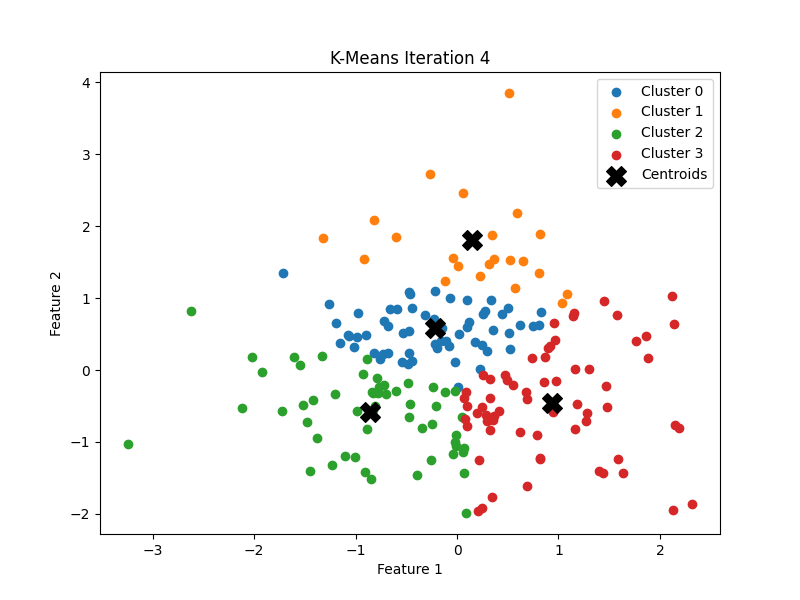 K-Means Iteration 4
4
3
2
1
0
−1
−2
Feature 2
−3
−2
−1
0
1
2
Feature 1
Cluster 0
Cluster 1
Cluster 2
Cluster 3
Centroids